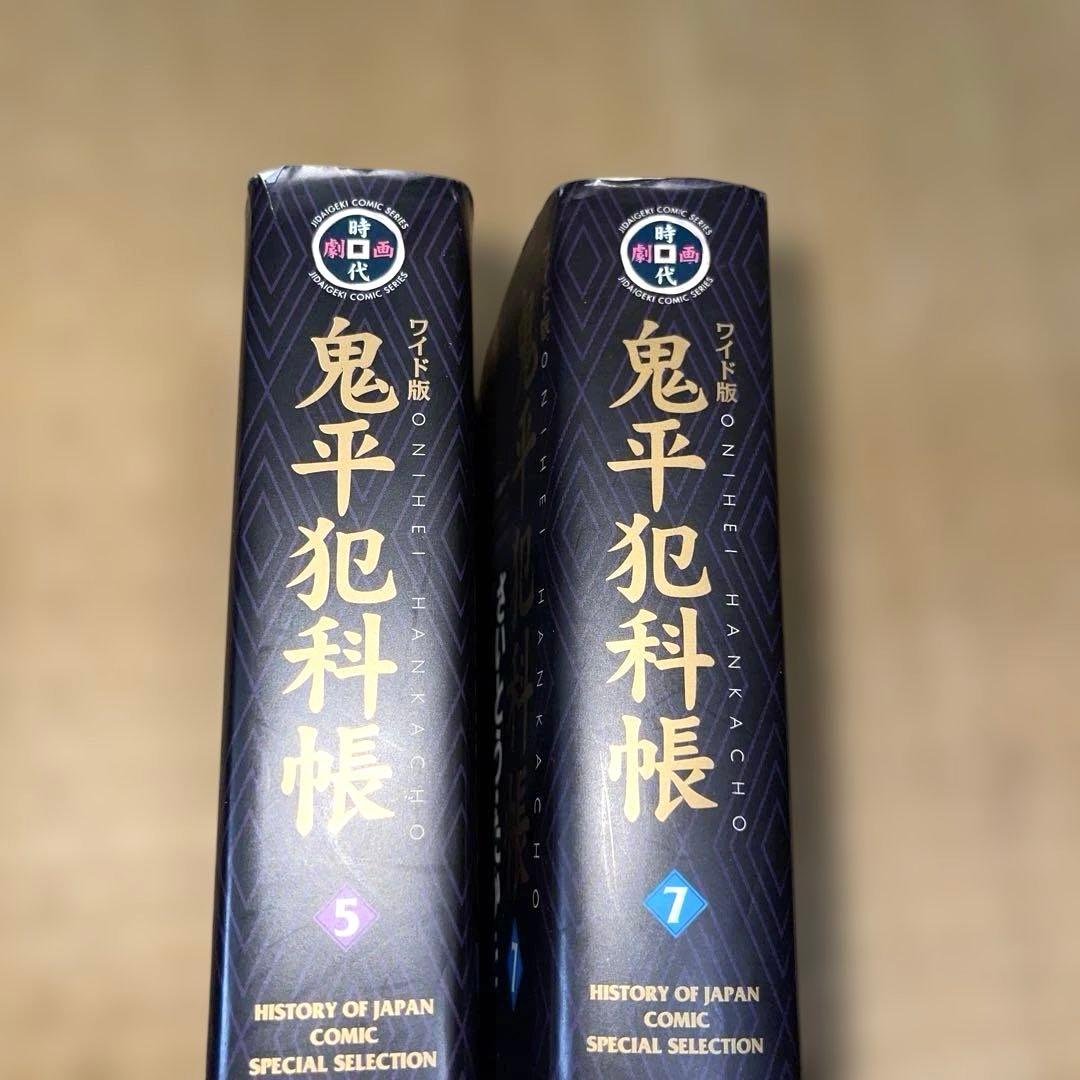 JIDAIGEKI COMIC SERIES
時代
劇画
JIDAIGEKI COMIC SERIES
ワイド版
ONIHEI HANKACHO
鬼平犯科帳
5
HISTORY OF JAPAN
COMIC
SPECIAL SELECTION
ONIHEI HANKACHO
JIDAIGEKI COMIC SERIES
時代
劇画
JIDAIGEKI COMIC SERIES
ワイド版
ONIHEI HANKACHO
鬼平犯科帳
7
HISTORY OF JAPAN
COMIC
SPECIAL SELECTION